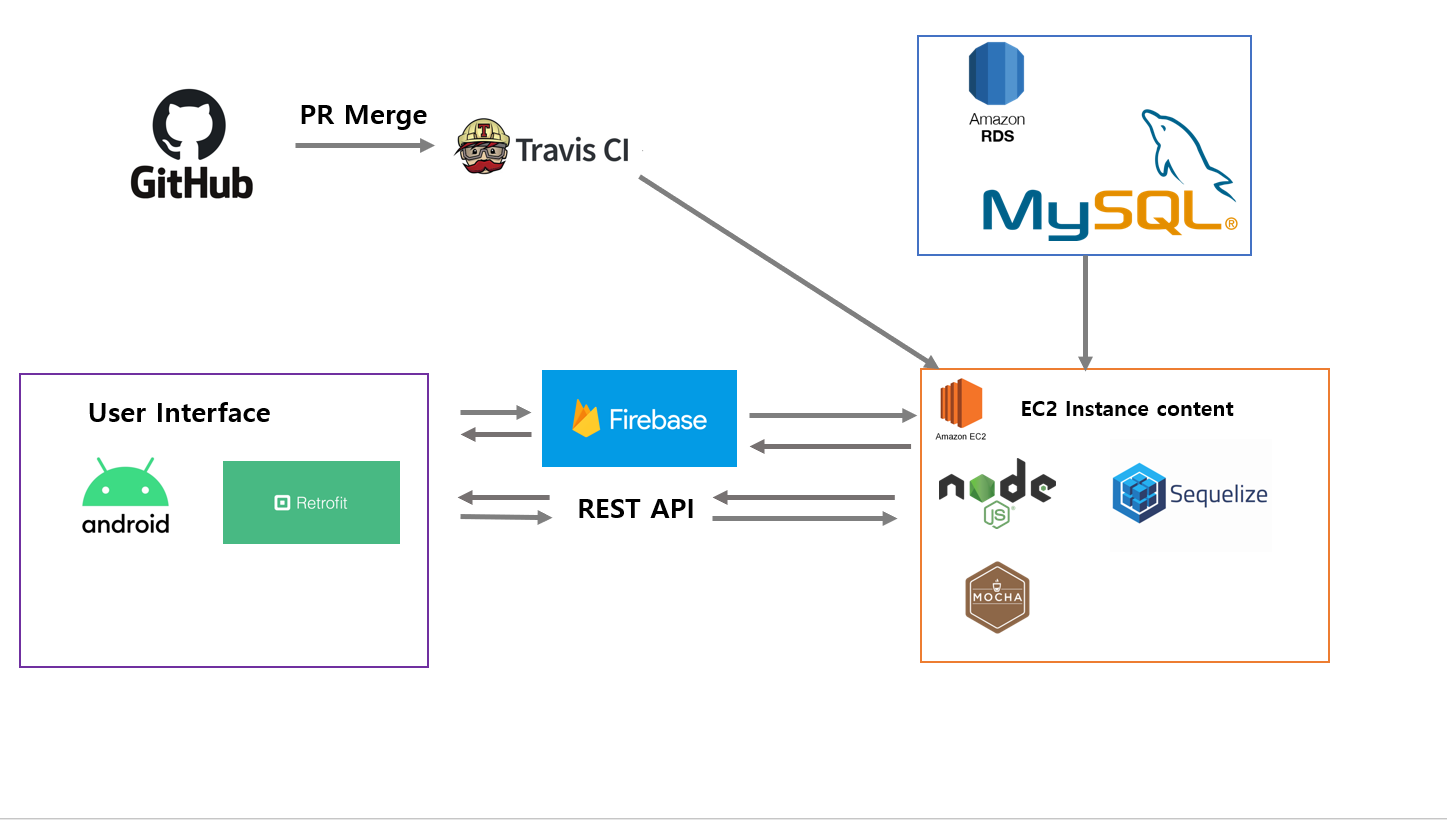 PR Merge
GitHub
Travis CI
Amazon
RDS
MySQL®
User Interface
android
Retrofit
Firebase
REST API
Amazon EC2
EC2 Instance content
node
JS®
Sequelize
MOCHA